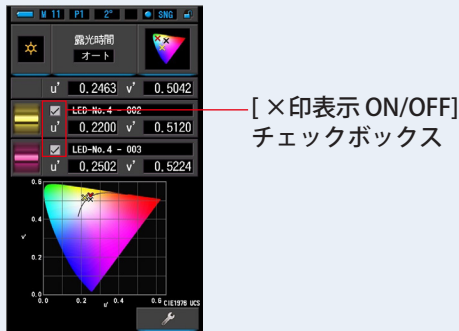 M 11 P1 2° SNG
露光時間
オート
u' 0.2463 v' 0.5042
LED-No.4 - 002
u' 0.2200 v' 0.5120
LED-No.4 - 003
u' 0.2502 v' 0.5224
[ ×印表示 ON/OFF]
チェックボックス
0.6
0.4
v'
0.2
0.0
0.0 0.2 u' 0.4 0.6 CIE1976 UCS